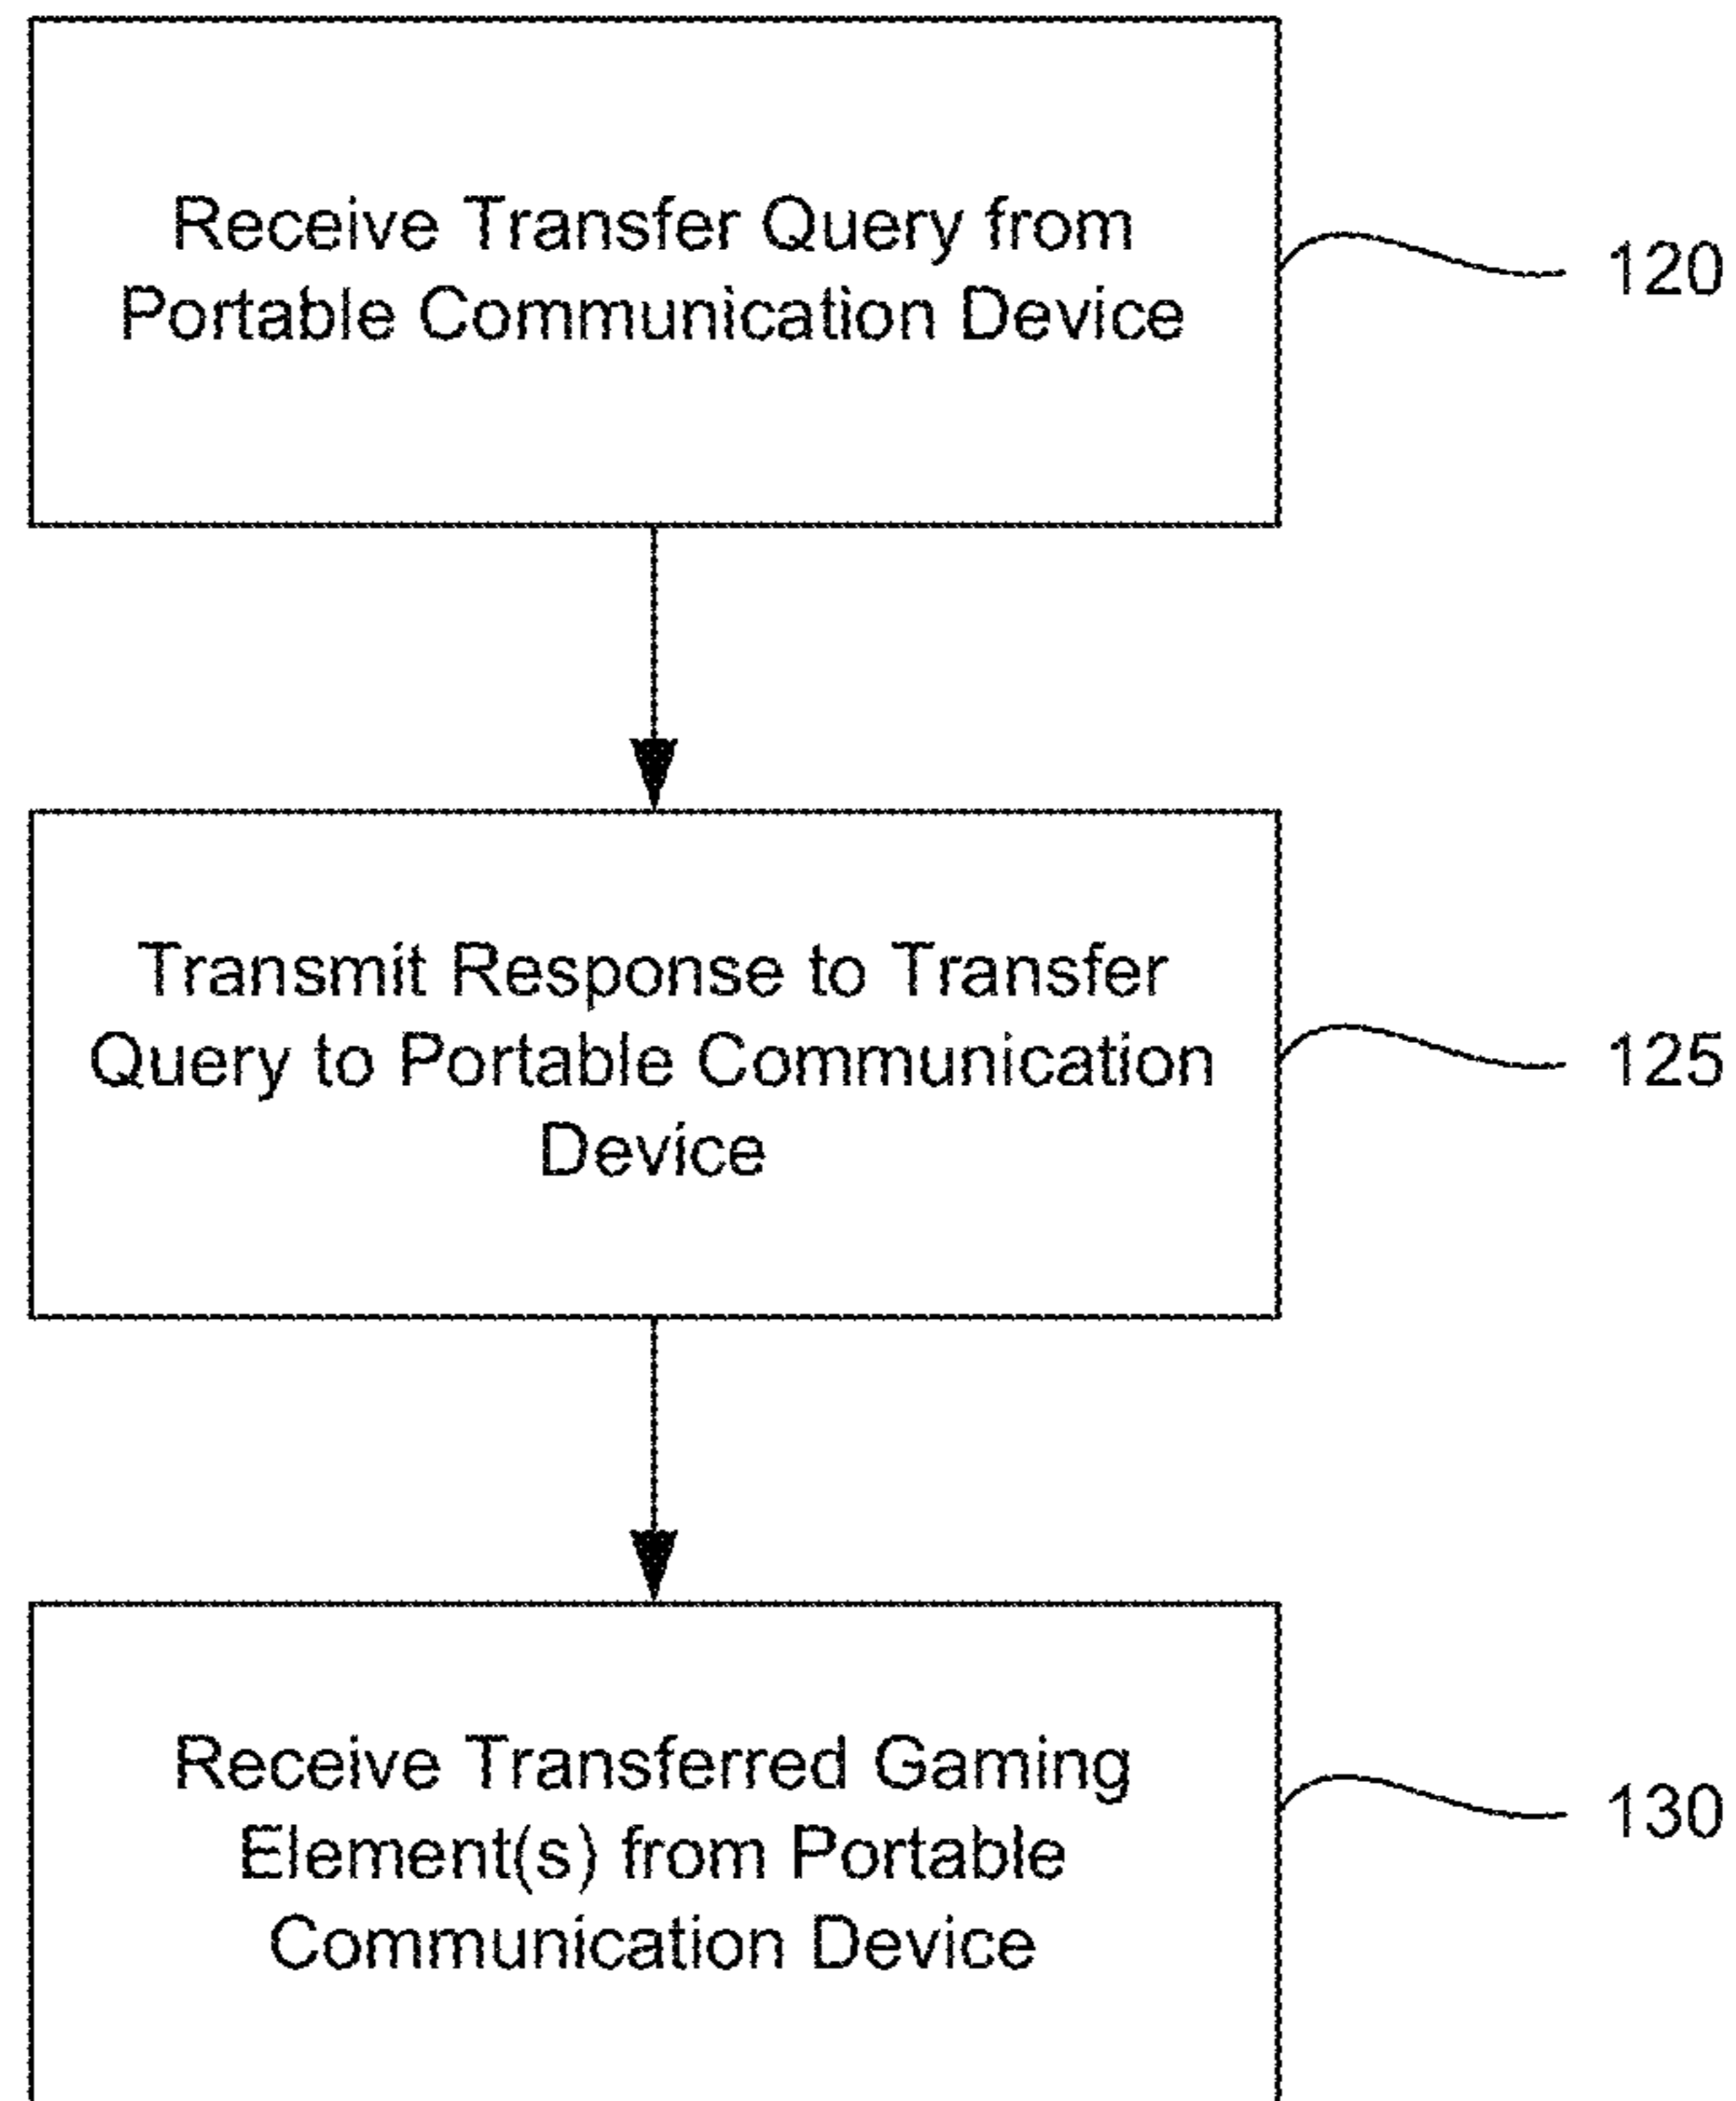 Receive Transfer Query from
Portable Communication Device
120
Transmit Response to Transfer
Query to Portable Communication
Device
125
Receive Transferred Gaming
Element(s) from Portable
Communication Device
130